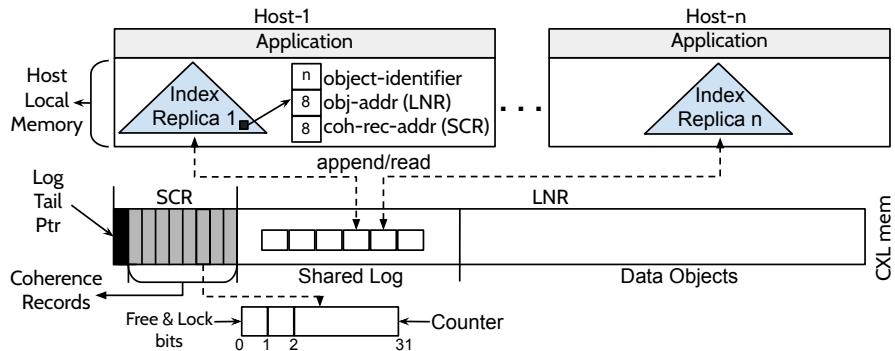 Host-1
Host-n
Application
Application
Host
Local
Memory
Index
Replica 1
n object-identifier
8 obj-addr (LNR)
8 coh-rec-addr (SCR)
. . .
Index
Replica n
append/read
Log
Tail
Ptr
SCR
LNR
CXL mem
Coherence
Records
Shared Log
Data Objects
Free & Lock
bits
Counter
0 1 2 31